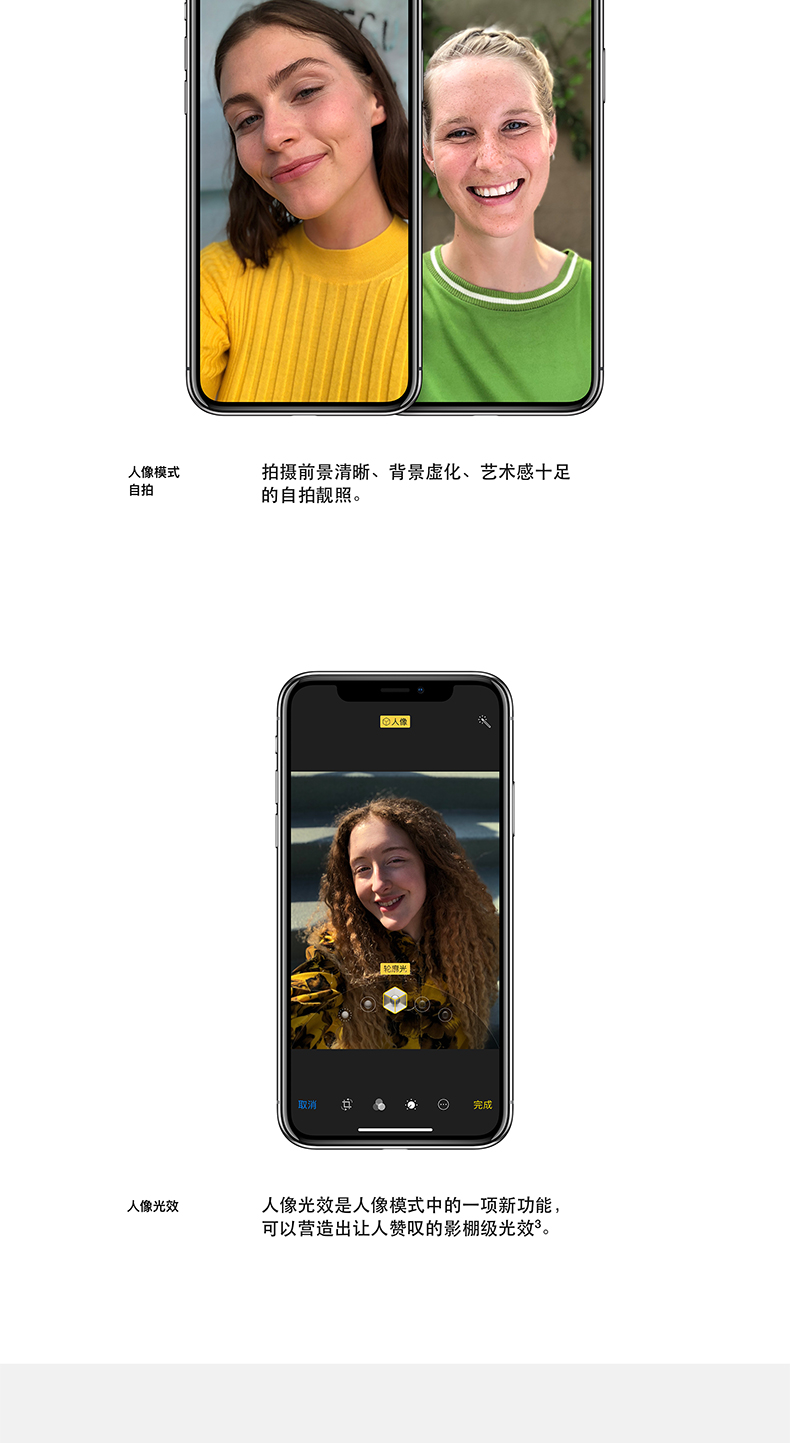 人像模式
自拍
拍摄前景清晰、背景虚化、艺术感十足
的自拍靓照。
人像
轮廓光
取消
完成
人像光效
人像光效是人像模式中的一项新功能，
可以营造出让人赞叹的影棚级光效³。